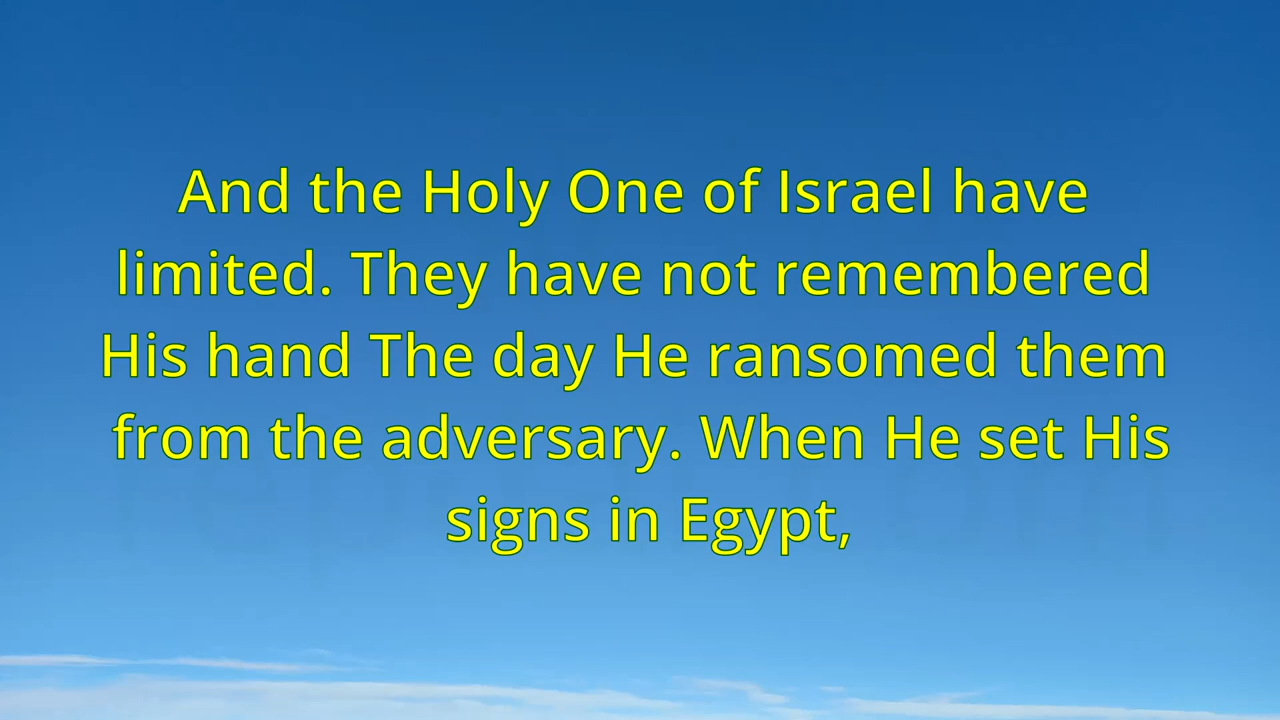 And the Holy One of Israel have
limited. They have not remembered
His hand The day He ransomed them
from the adversary. When He set His
signs in Egypt,